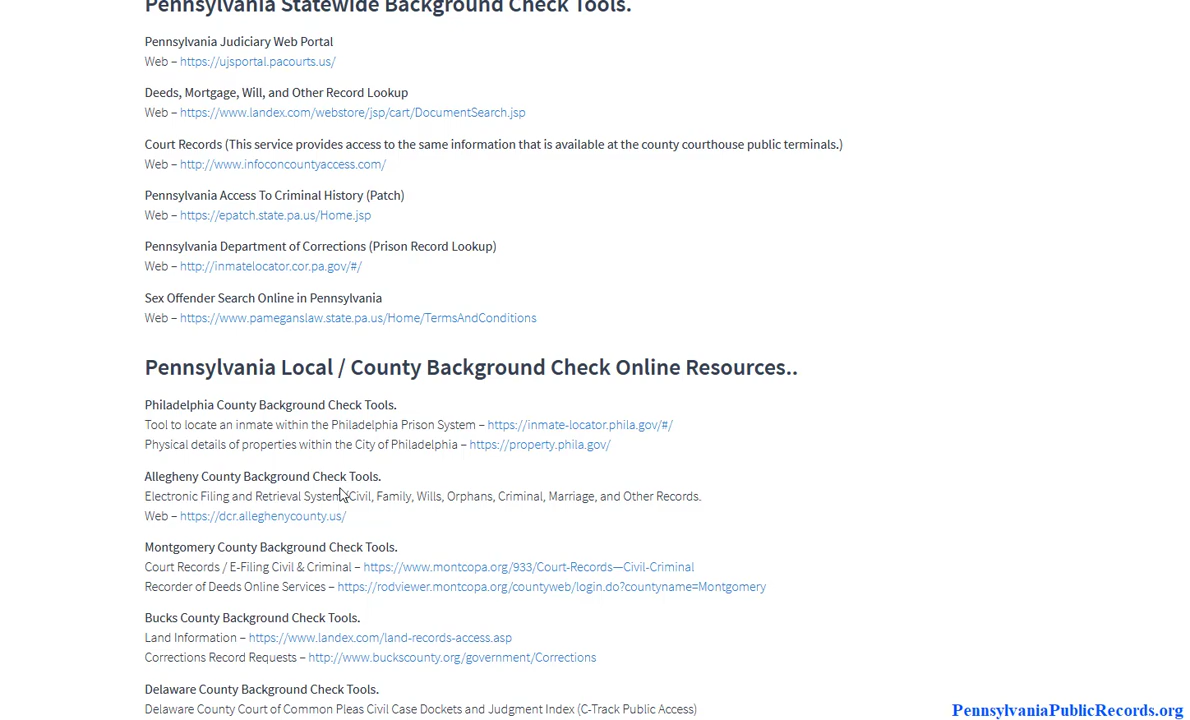 Pennsylvania Statewide Background Check Tools.
Pennsylvania Judiciary Web Portal
Web – https://ujsportal.pacourts.us/
Deeds, Mortgage, Will, and Other Record Lookup
Web – https://www.landex.com/webstore/jsp/cart/DocumentSearch.jsp
Court Records (This service provides access to the same information that is available at the county courthouse public terminals.)
Web – http://www.infoconcountyaccess.com/
Pennsylvania Access To Criminal History (Patch)
Web – https://epatch.state.pa.us/Home.jsp
Pennsylvania Department of Corrections (Prison Record Lookup)
Web – http://inmatelocator.cor.pa.gov/#/
Sex Offender Search Online in Pennsylvania
Web – https://www.pameganslaw.state.pa.us/Home/TermsAndConditions
Pennsylvania Local / County Background Check Online Resources..
Philadelphia County Background Check Tools.
Tool to locate an inmate within the Philadelphia Prison System – https://inmate-locator.phila.gov/#/
Physical details of properties within the City of Philadelphia – https://property.phila.gov/
Allegheny County Background Check Tools.
Electronic Filing and Retrieval System Civil, Family, Wills, Orphans, Criminal, Marriage, and Other Records.
Web – https://dcr.alleghenycounty.us/
Montgomery County Background Check Tools.
Court Records / E-Filing Civil & Criminal – https://www.montcopa.org/933/Court-Records—Civil-Criminal
Recorder of Deeds Online Services – https://rodviewer.montcopa.org/countyweb/login.do?countyname=Montgomery
Bucks County Background Check Tools.
Land Information – https://www.landex.com/land-records-access.asp
Corrections Record Requests – http://www.buckscounty.org/government/Corrections
Delaware County Background Check Tools.
Delaware County Court of Common Pleas Civil Case Dockets and Judgment Index (C-Track Public Access)
PennsylvaniaPublicRecords.org